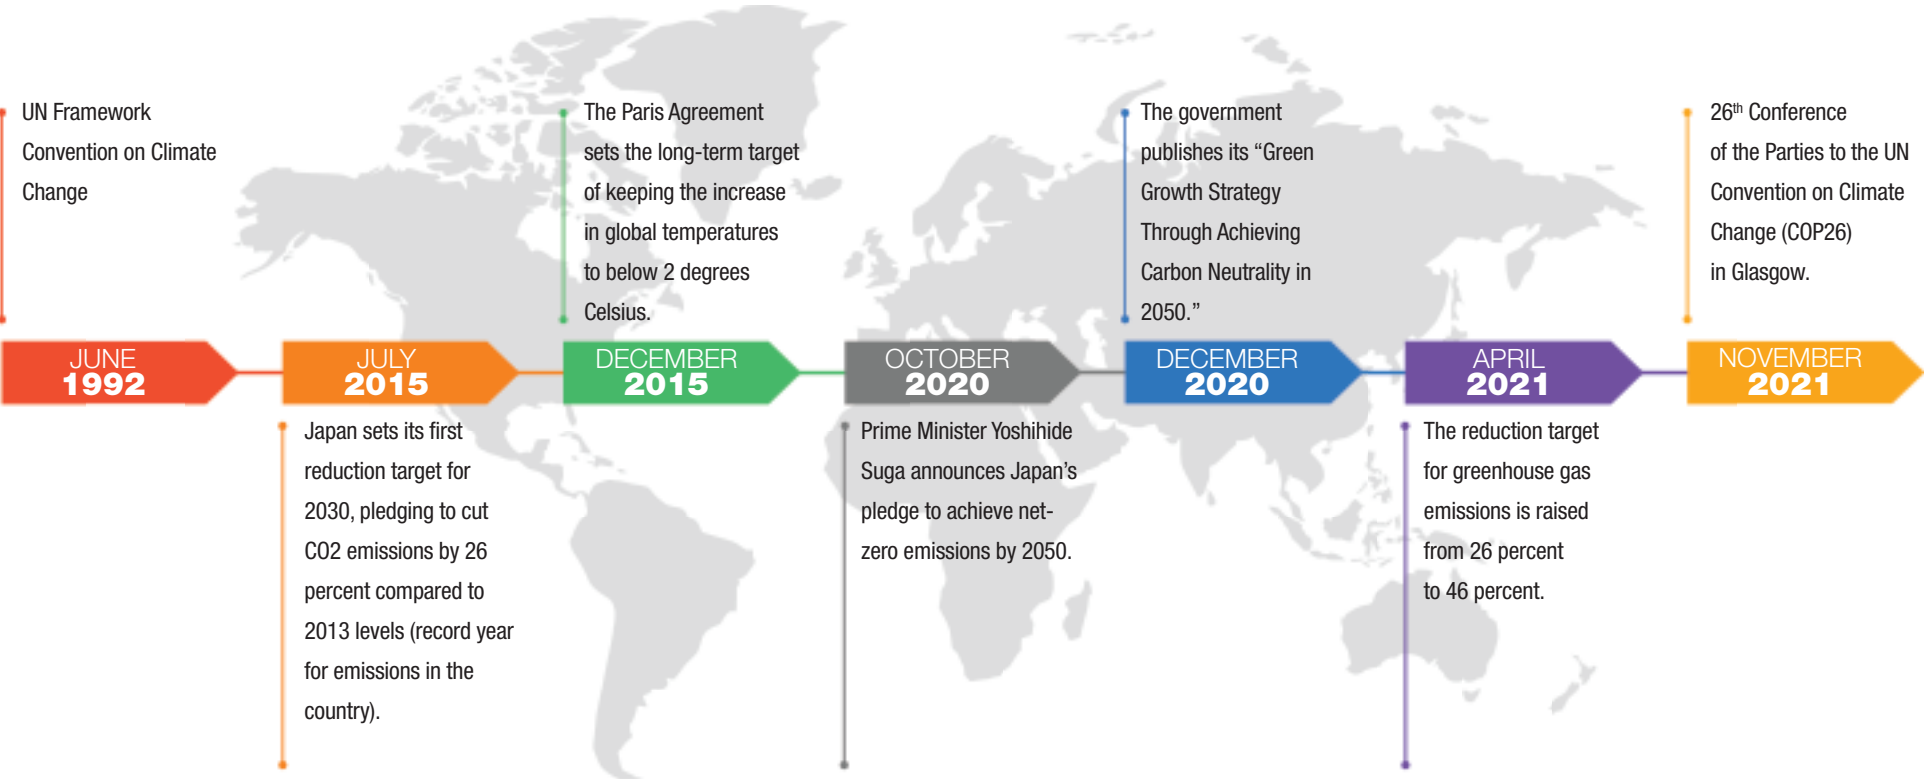 UN Framework
Convention on Climate
Change
JUNE
1992
JULY
2015
Japan sets its first
reduction target for
2030, pledging to cut
CO2 emissions by 26
percent compared to
2013 levels (record year
for emissions in the
country).
The Paris Agreement
sets the long-term target
of keeping the increase
in global temperatures
to below 2 degrees
Celsius.
DECEMBER
2015
OCTOBER
2020
Prime Minister Yoshihide
Suga announces Japan’s
pledge to achieve net-
zero emissions by 2050.
The government
publishes its “Green
Growth Strategy
Through Achieving
Carbon Neutrality in
2050.”
DECEMBER
2020
APRIL
2021
The reduction target
for greenhouse gas
emissions is raised
from 26 percent
to 46 percent.
26th Conference
of the Parties to the UN
Convention on Climate
Change (COP26)
in Glasgow.
NOVEMBER
2021